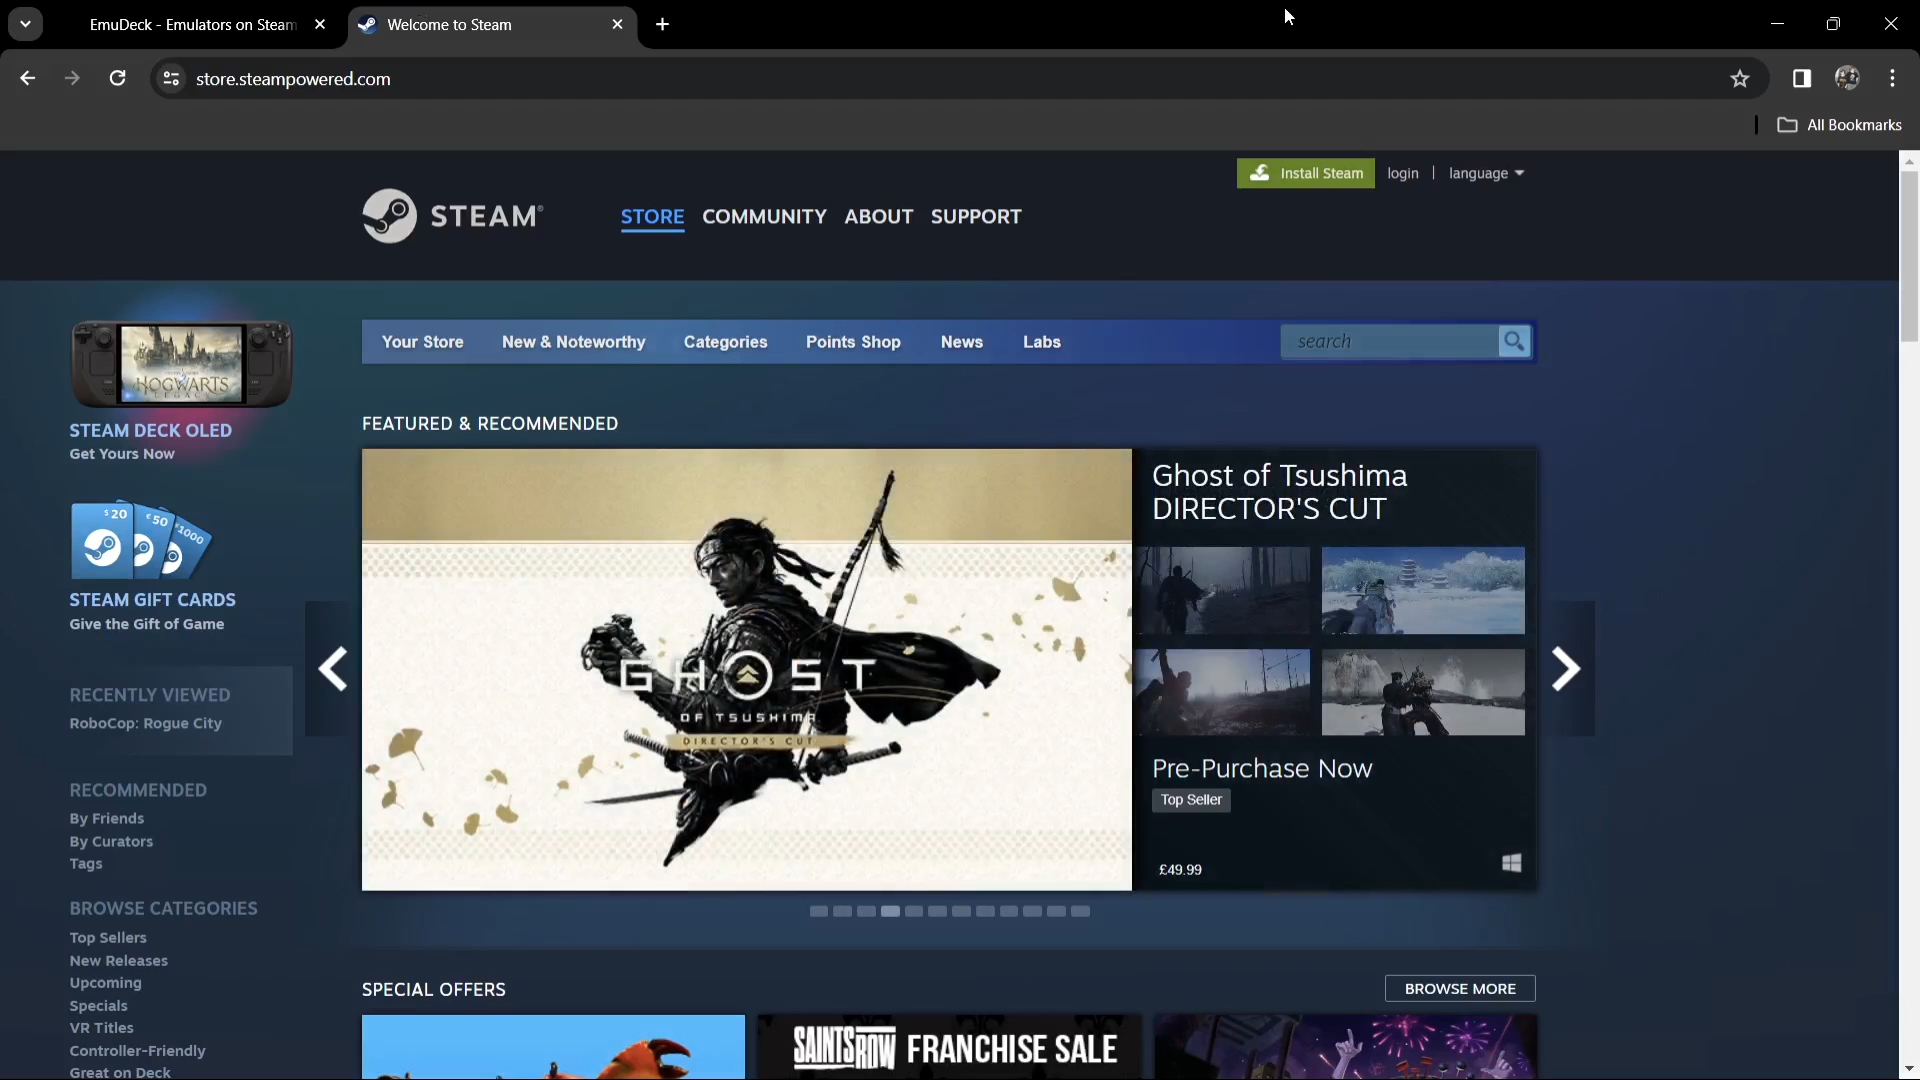 EmuDeck - Emulators on Steam
Welcome to Steam
store.steampowered.com
All Bookmarks
Install Steam
login
language
STEAM®
STORE
COMMUNITY
ABOUT
SUPPORT
HOGWARTS
LEGACY
STEAM DECK OLED
Get Yours Now
Your Store
New & Noteworthy
Categories
Points Shop
News
Labs
search
FEATURED & RECOMMENDED
$20
€50
¥1000
STEAM GIFT CARDS
Give the Gift of Game
RECENTLY VIEWED
RoboCop: Rogue City
RECOMMENDED
By Friends
By Curators
Tags
BROWSE CATEGORIES
Top Sellers
New Releases
Upcoming
Specials
VR Titles
Controller-Friendly
Great on Deck
GHOST
OF TSUSHIMA
DIRECTOR'S CUT
Ghost of Tsushima
DIRECTOR'S CUT
Pre-Purchase Now
Top Seller
£49.99
SPECIAL OFFERS
BROWSE MORE
SAINTS ROW FRANCHISE SALE